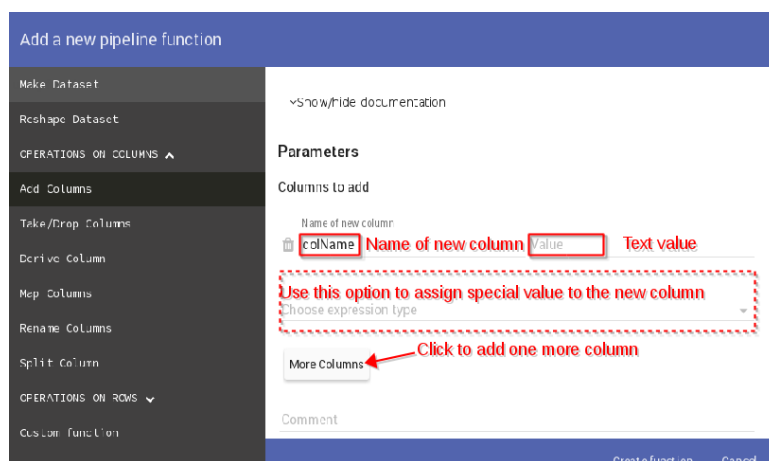 Add a new pipeline function
Make Dataset
Reshape Dataset
OPERATIONS ON COLUMNS
Add Columns
Take/Drop Columns
Derive Column
Map Columns
Rename Columns
Split Column
OPERATIONS ON ROWS
Custom function
Show/hide documentation
Parameters
Columns to add
Name of new column
colName Name of new column Value Text value
Use this option to assign special value to the new column
Choose expression type
Click to add one more column
More Columns
Comment
Create function Cancel